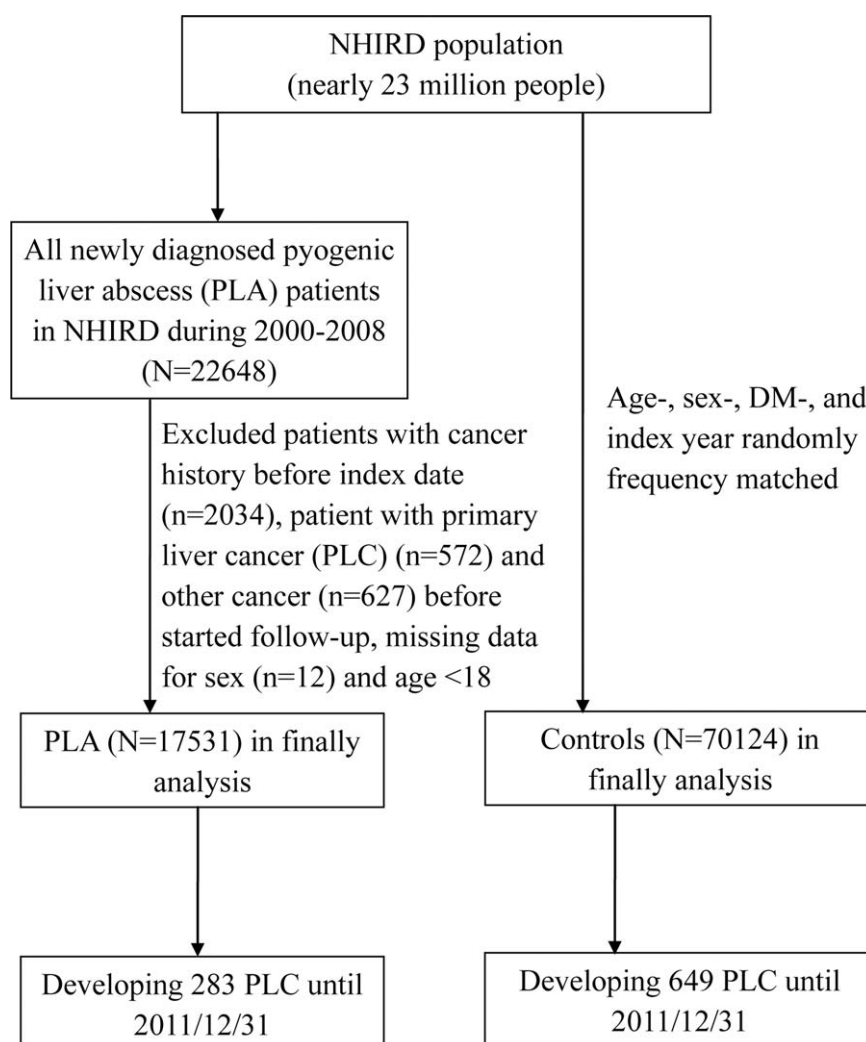 NHIRD population
(nearly 23 million people)
All newly diagnosed pyogenic
liver abscess (PLA) patients
in NHIRD during 2000-2008
(N=22648)
Excluded patients with cancer
history before index date
(n=2034), patient with primary
liver cancer (PLC) (n=572) and
other cancer (n=627) before
started follow-up, missing data
for sex (n=12) and age <18
Age-, sex-, DM-, and
index year randomly
frequency matched
PLA (N=17531) in finally
analysis
Controls (N=70124) in
finally analysis
Developing 283 PLC until
2011/12/31
Developing 649 PLC until
2011/12/31